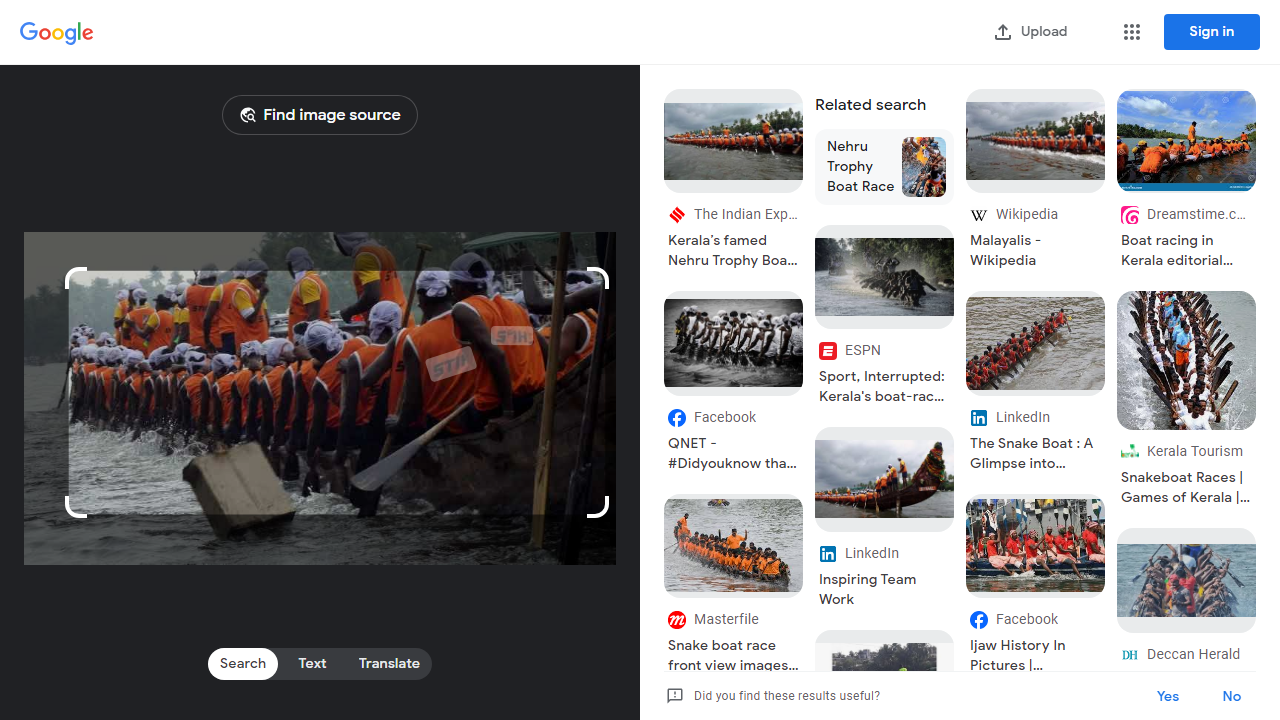 Google
Upload
Sign in
Find image source
STIHL
Search
Text
Translate
The Indian Exp...
Kerala’s famed
Nehru Trophy Boa...
Facebook
QNET -
#Didyouknow tha...
Masterfile
Snake boat race
front view images...
Related search
Nehru
Trophy
Boat Race
ESPN
Sport, Interrupted:
Kerala's boat-rac...
LinkedIn
Inspiring Team
Work
Wikipedia
Malayalis -
Wikipedia
LinkedIn
The Snake Boat : A
Glimpse into...
Facebook
Ijaw History In
Pictures |...
Dreamstime.c...
Boat racing in
Kerala editorial...
Kerala Tourism
Snakeboat Races |
Games of Kerala |...
DH
Deccan Herald
Did you find these results useful?
Yes
No